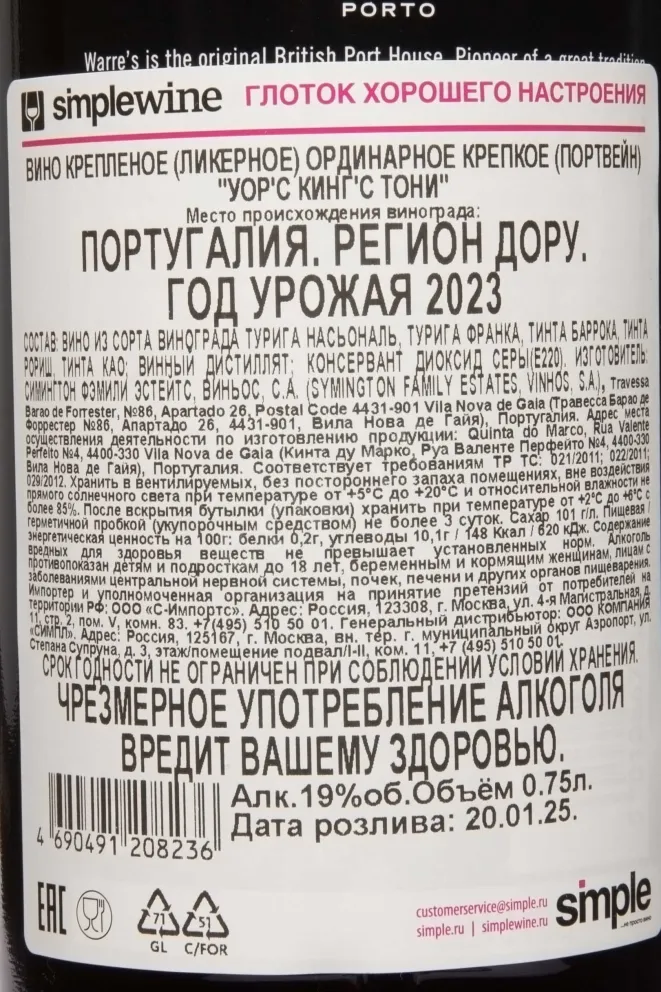 PORTO
Warre's is the original British Port House. Pioneer of a great tradition
simplewine ГЛОТОК ХОРОШЕГО НАСТРОЕНИЯ
ВИНО КРЕПЛЕНОЕ (ЛИКЕРНОЕ) ОРДИНАРНОЕ КРЕПКОЕ (ПОРТВЕЙН)
"УОР'С КИНГ'С ТОНИ"
Место происхождения винограда:
ПОРТУГАЛИЯ. РЕГИОН ДОРУ.
ГОД УРОЖАЯ 2023
СОСТАВ: ВИНО ИЗ СОРТА ВИНОГРАДА ТУРИГА НАСЬОНАЛЬ, ТУРИГА ФРАНКА, ТИНТА БАРРОКА, ТИНТА
РОРИШ, ТИНТА КАО; ВИННЫЙ ДИСТИЛЛЯТ; КОНСЕРВАНТ ДИОКСИД СЕРЫ(Е220). ИЗГОТОВИТЕЛЬ:
СИМИНГТОН ФЭМИЛИ ЭСТЕЙТС, ВИНЬОС, С.А. (SYMINGTON FAMILY ESTATES, VINHOS, S.A.), Travessa
Barao de Forrester, №86, Apartado 26, Postal Code 4431-901 Vila Nova de Gaia (Травесса Барао де
Форрестер №86, Апартадо 26, 4431-901, Вила Нова де Гайя), Португалия. Адрес места
осуществления деятельности по изготовлению продукции: Quinta do Marco, Rua Valente
Perfeito №4, 4400-330 Vila Nova de Gaia (Кинта ду Марко, Руа Валенте Перфейто №4, 4400-330
Вила Нова де Гайя), Португалия. Соответствует требованиям ТР ТС: 021/2011; 022/2011;
029/2012. Хранить в вентилируемых, без постороннего запаха помещениях, вне воздействия
прямого солнечного света при температуре от +5°С до +20°С и относительной влажности не
более 85%. После вскрытия бутылки (упаковки) хранить при температуре от +2°С до +6°С с
герметичной пробкой (укупорочным средством) не более 3 суток. Сахар 101 г/л. Пищевая /
энергетическая ценность на 100г: белки 0,2г, углеводы 10,1г / 148 Ккал / 620 кДж. Содержание
вредных для здоровья веществ не превышает установленных норм. Алкоголь
противопоказан детям и подросткам до 18 лет, беременным и кормящим женщинам, лицам с
заболеваниями центральной нервной системы, почек, печени и других органов пищеварения.
Импортер и уполномоченная организация на принятие претензий от потребителей на
территории РФ: ООО «С-Импортс». Адрес: Россия, 123308, г. Москва, ул. 4-я Магистральная, д.
11, стр. 2, пом. V, комн. 83. +7(495) 510 50 01. Генеральный дистрибьютор: ООО КОМПАНИЯ
«СИМПЛ». Адрес: Россия, 125167, г. Москва, вн. тер. г. муниципальный округ Аэропорт, ул.
Степана Супруна, д. 3, этаж/помещение подвал/I-II, ком. 11, +7 (495) 510 50 01.
СРОК ГОДНОСТИ НЕ ОГРАНИЧЕН ПРИ СОБЛЮДЕНИИ УСЛОВИЙ ХРАНЕНИЯ.
ЧРЕЗМЕРНОЕ УПОТРЕБЛЕНИЕ АЛКОГОЛЯ
ВРЕДИТ ВАШЕМУ ЗДОРОВЬЮ.
Алк.19%об.Объём 0.75л.
Дата розлива: 20.01.25.
4 690491 208236
EAC
71 51
GL C/FOR
customerservice@simple.ru
simple.ru | simplewine.ru
simple
...не просто вино